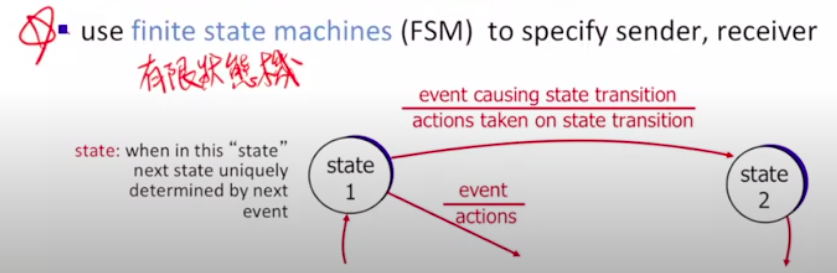 use finite state machines (FSM) to specify sender, receiver
有限狀態機
event causing state transition
actions taken on state transition
state: when in this “state”
next state uniquely
determined by next
event
state
1
event
actions
state
2